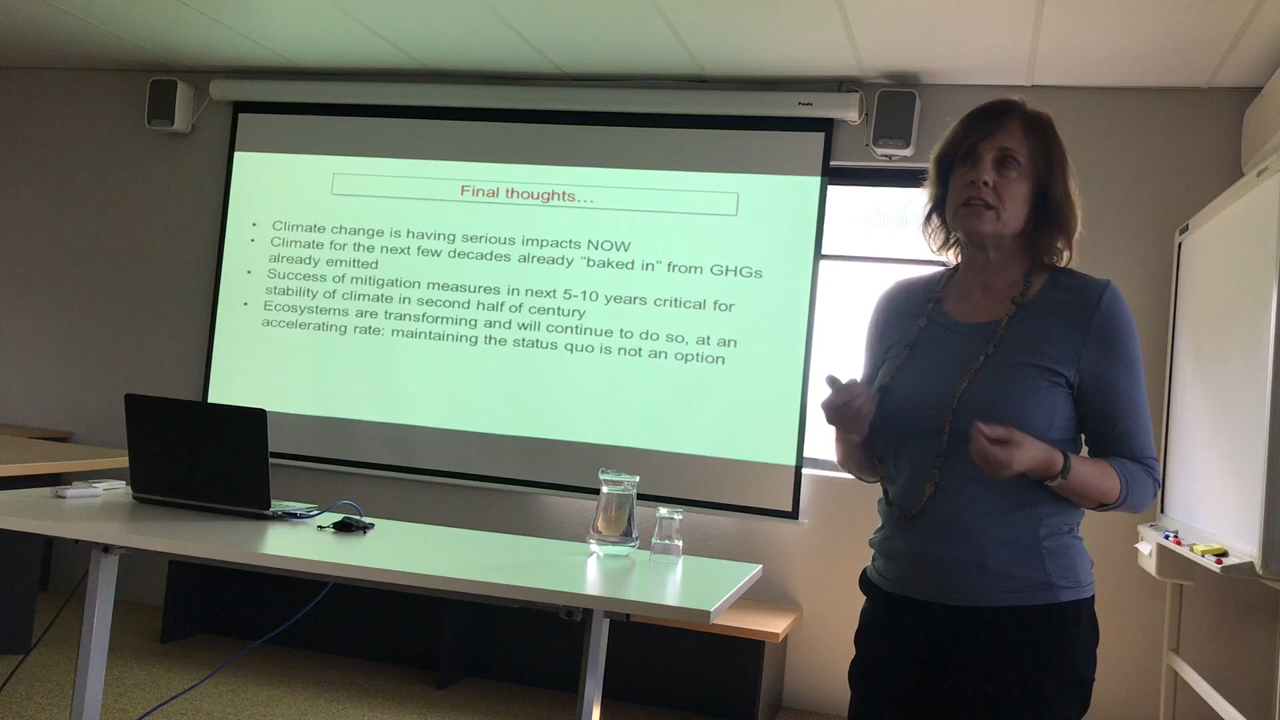 Final thoughts…
• Climate change is having serious impacts NOW
• Climate for the next few decades already “baked in” from GHGs
already emitted
• Success of mitigation measures in next 5-10 years critical for
stability of climate in second half of century
• Ecosystems are transforming and will continue to do so, at an
accelerating rate: maintaining the status quo is not an option